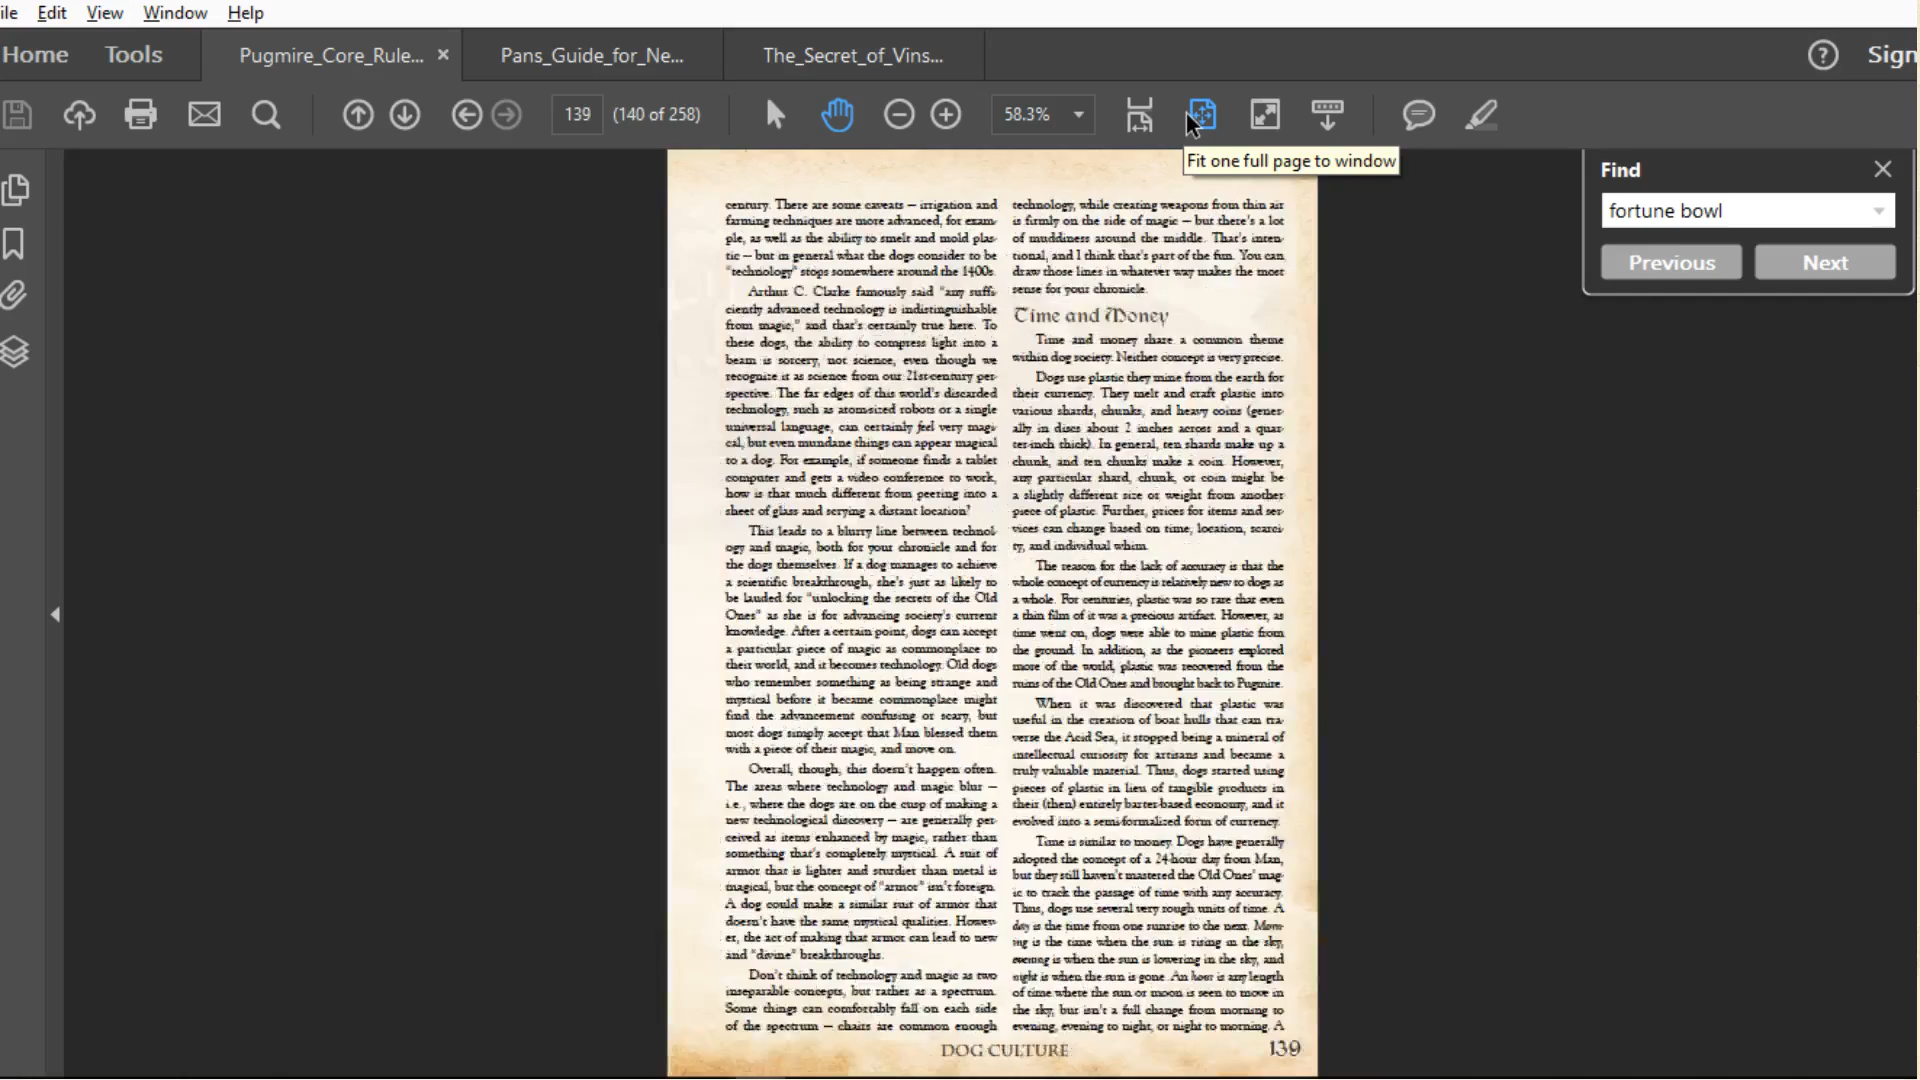 ile Edit View Window Help
Home Tools Pugmire_Core_Rule... × Pans_Guide_for_Ne... The_Secret_of_Vins... Sign
139 (140 of 258) 58.3%
Fit one full page to window
Find
fortune bowl
Previous Next
century. There are some caveats — irrigation and
farming techniques are more advanced, for exam-
ple, as well as the ability to smelt and mold plas-
tic — but in general what the dogs consider to be
"technology" stops somewhere around the 1400s.
Arthur C. Clarke famously said "any suffi-
ciently advanced technology is indistinguishable
from magic," and that's certainly true here. To
these dogs, the ability to compress light into a
beam is sorcery, not science, even though we
recognize it as science from our 21st-century per-
spective. The far edges of this world's discarded
technology, such as atom-sized robots or a single
universal language, can certainly feel very magi-
cal, but even mundane things can appear magical
to a dog. For example, if someone finds a tablet
computer and gets a video conference to work,
how is that much different from peering into a
sheet of glass and scrying a distant location?
This leads to a blurry line between technol-
ogy and magic, both for your chronicle and for
the dogs themselves. If a dog manages to achieve
a scientific breakthrough, she's just as likely to
be lauded for "unlocking the secrets of the Old
Ones" as she is for advancing society's current
knowledge. After a certain point, dogs can accept
a particular piece of magic as commonplace to
their world, and it becomes technology. Old dogs
who remember something as being strange and
mystical before it became commonplace might
find the advancement confusing or scary, but
most dogs simply accept that Man blessed them
with a piece of their magic, and move on.
Overall, though, this doesn't happen often.
The areas where technology and magic blur —
i.e., where the dogs are on the cusp of making a
new technological discovery — are generally per-
ceived as items enhanced by magic, rather than
something that's completely mystical. A suit of
armor that is lighter and sturdier than metal is
magical, but the concept of "armor" isn't foreign.
A dog could make a similar suit of armor that
doesn't have the same mystical qualities. Howev-
er, the act of making that armor can lead to new
and "divine" breakthroughs.
Don't think of technology and magic as two
inseparable concepts, but rather as a spectrum.
Some things can comfortably fall on each side
of the spectrum — chairs are common enough
technology, while creating weapons from thin air
is firmly on the side of magic — but there's a lot
of muddiness around the middle. That's inten-
tional, and I think that's part of the fun. You can
draw those lines in whatever way makes the most
sense for your chronicle.
Time and Money
Time and money share a common theme
within dog society. Neither concept is very precise.
Dogs use plastic they mine from the earth for
their currency. They melt and craft plastic into
various shards, chunks, and heavy coins (gener-
ally in discs about 2 inches across and a quar-
ter-inch thick). In general, ten shards make up a
chunk, and ten chunks make a coin. However,
any particular shard, chunk, or coin might be
a slightly different size or weight from another
piece of plastic. Further, prices for items and ser-
vices can change based on time, location, scarci-
ty, and individual whim.
The reason for the lack of accuracy is that the
whole concept of currency is relatively new to dogs as
a whole. For centuries, plastic was so rare that even
a thin film of it was a precious artifact. However, as
time went on, dogs were able to mine plastic from
the ground. In addition, as the pioneers explored
more of the world, plastic was recovered from the
ruins of the Old Ones and brought back to Pugmire.
When it was discovered that plastic was
useful in the creation of boat hulls that can tra-
verse the Acid Sea, it stopped being a mineral of
intellectual curiosity for artisans and became a
truly valuable material. Thus, dogs started using
pieces of plastic in lieu of tangible products in
their (then) entirely barter-based economy, and it
evolved into a semi-formalized form of currency.
Time is similar to money. Dogs have generally
adopted the concept of a 24-hour day from Man,
but they still haven't mastered the Old Ones' mag-
ic to track the passage of time with any accuracy.
Thus, dogs use several very rough units of time. A
day is the time from one sunrise to the next. Morn-
ing is the time when the sun is rising in the sky,
evening is when the sun is lowering in the sky, and
night is when the sun is gone. An hour is any length
of time where the sun or moon is seen to move in
the sky, but isn't a full change from morning to
evening, evening to night, or night to morning. A
DOG CULTURE 139